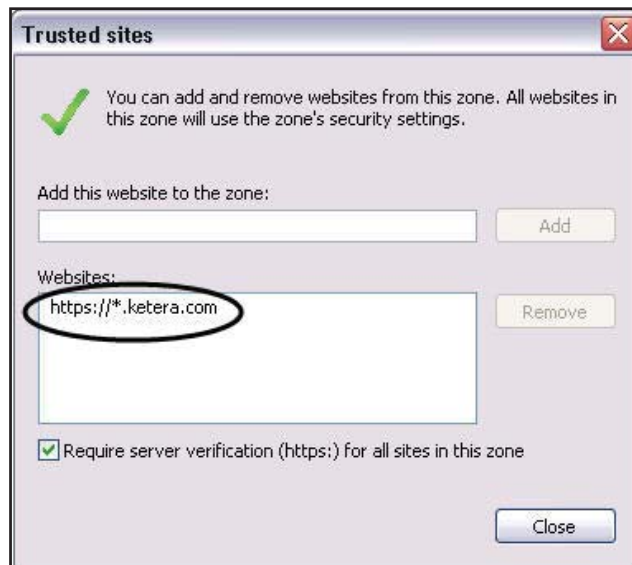 Trusted sites
You can add and remove websites from this zone. All websites in
this zone will use the zone's security settings.
Add this website to the zone:
Add
Websites:
https://*.ketera.com
Remove
Require server verification (https:) for all sites in this zone
Close